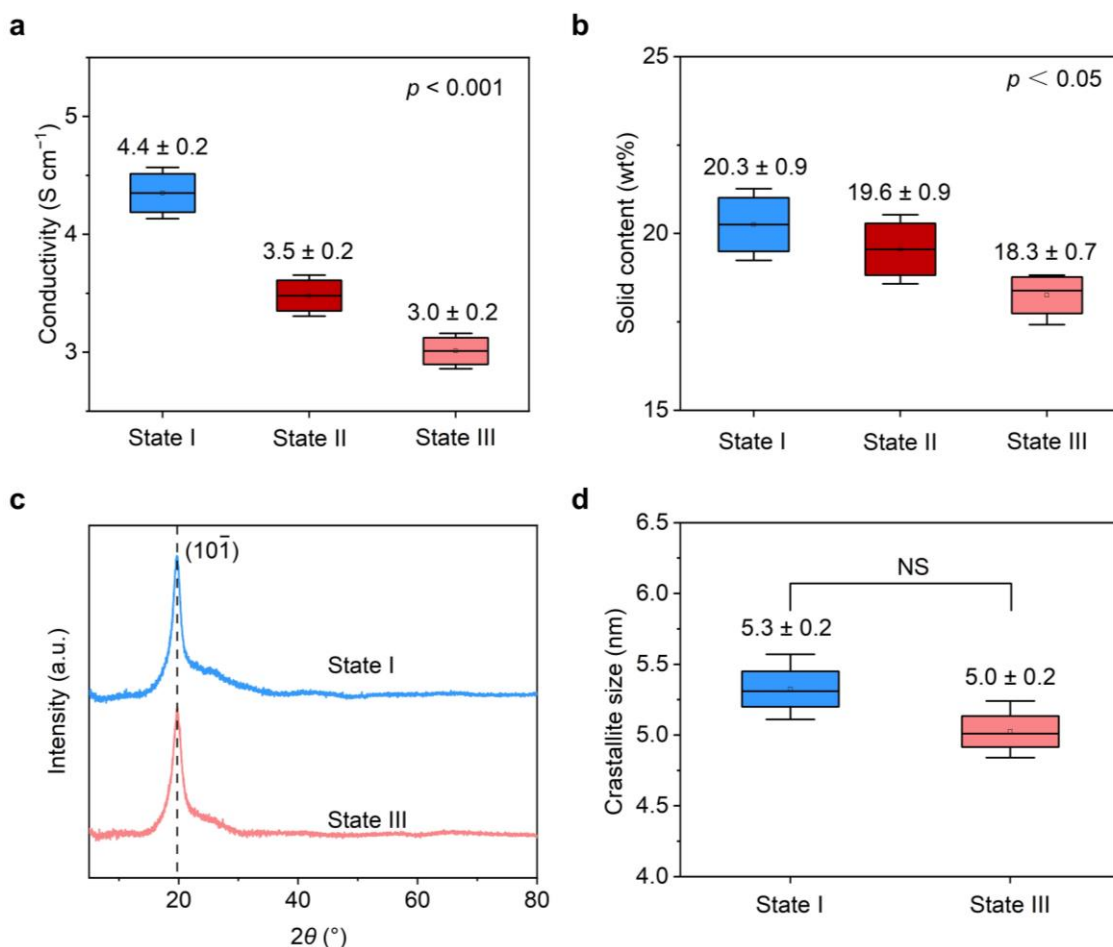 a
p < 0.001
Conductivity (S cm⁻¹)
5
4
3
4.4 ± 0.2
3.5 ± 0.2
3.0 ± 0.2
State I
State II
State III
b
p < 0.05
Solid content (wt%)
25
20
15
20.3 ± 0.9
19.6 ± 0.9
18.3 ± 0.7
State I
State II
State III
c
(101̄)
Intensity (a.u.)
State I
State III
20
40
60
80
2θ (°)
d
Crastallite size (nm)
6.5
6.0
5.5
5.0
4.5
4.0
NS
5.3 ± 0.2
5.0 ± 0.2
State I
State III